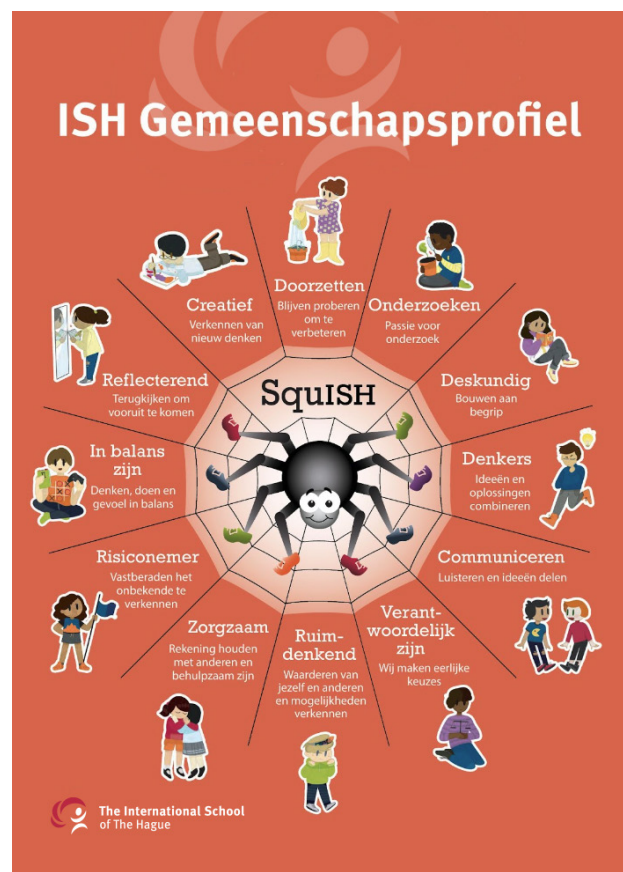 ISH Gemeenschapsprofiel
Doorzetten
Blijven proberen
om te
verbeteren
Onderzoeken
Passie voor
onderzoek
Deskundig
Bouwen aan
begrip
Denkers
Ideeën en
oplossingen
combineren
Communiceren
Luisteren en ideeën delen
Verant-
woordelijk
zijn
Wij maken eerlijke
keuzes
Ruim-
denkend
Waarderen van
jezelf en anderen
en mogelijkheden
verkennen
Zorgzaam
Rekening houden
met anderen en
behulpzaam zijn
Risiconemer
Vastberaden het
onbekende te
verkennen
In balans
zijn
Denken, doen en
gevoel in balans
Reflecterend
Terugkijken om
vooruit te komen
Creatief
Verkennen van
nieuw denken
SquISH
The International School
of The Hague